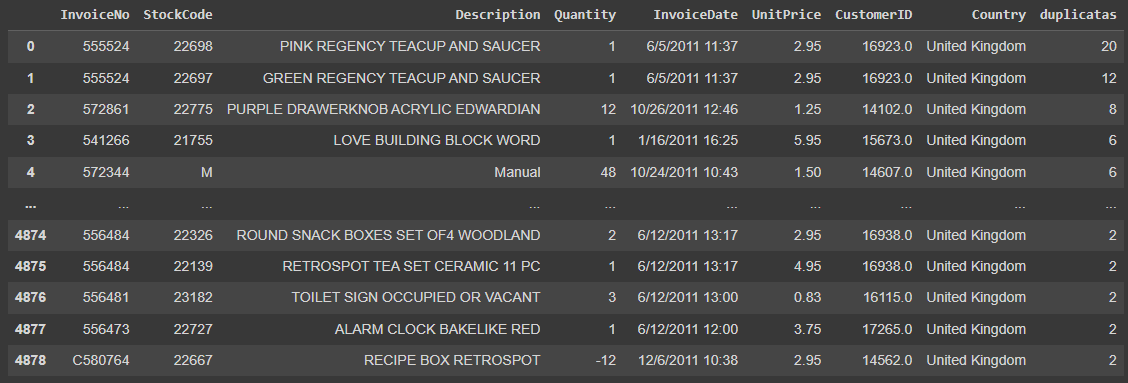 InvoiceNo StockCode Description Quantity InvoiceDate UnitPrice CustomerID Country duplicatas
0 555524 22698 PINK REGENCY TEACUP AND SAUCER 1 6/5/2011 11:37 2.95 16923.0 United Kingdom 20
1 555524 22697 GREEN REGENCY TEACUP AND SAUCER 1 6/5/2011 11:37 2.95 16923.0 United Kingdom 12
2 572861 22775 PURPLE DRAWERKNOB ACRYLIC EDWARDIAN 12 10/26/2011 12:46 1.25 14102.0 United Kingdom 8
3 541266 21755 LOVE BUILDING BLOCK WORD 1 1/16/2011 16:25 5.95 15673.0 United Kingdom 6
4 572344 M Manual 48 10/24/2011 10:43 1.50 14607.0 United Kingdom 6
... ... ... ... ... ... ... ... ... ...
4874 556484 22326 ROUND SNACK BOXES SET OF4 WOODLAND 2 6/12/2011 13:17 2.95 16938.0 United Kingdom 2
4875 556484 22139 RETROSPOT TEA SET CERAMIC 11 PC 1 6/12/2011 13:17 4.95 16938.0 United Kingdom 2
4876 556481 23182 TOILET SIGN OCCUPIED OR VACANT 3 6/12/2011 13:00 0.83 16115.0 United Kingdom 2
4877 556473 22727 ALARM CLOCK BAKELIKE RED 1 6/12/2011 12:00 3.75 17265.0 United Kingdom 2
4878 C580764 22667 RECIPE BOX RETROSPOT -12 12/6/2011 10:38 2.95 14562.0 United Kingdom 2